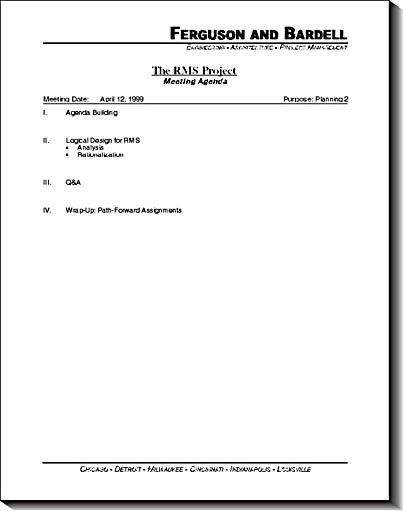 FERGUSON AND BARDELL
ENGINEERING • ARCHITECTURE • PROJECT MANAGEMENT
The RMS Project
Meeting Agenda
Meeting Date: April 12, 1999 Purpose: Planning 2
I. Agenda Building
II. Logical Design for RMS
• Analysis
• Rationalization
III. Q&A
IV. Wrap-Up: Path-Forward Assignments
CHICAGO • DETROIT • MILWAUKEE • CINCINNATI • INDIANAPOLIS • LOUISVILLE